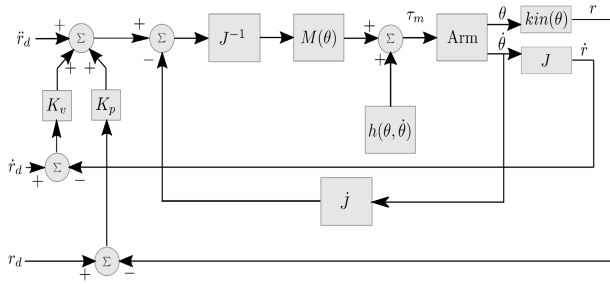 r̈_d + Σ + Σ J⁻¹ M(θ) + Σ τ_m Arm θ kin(θ) r
+ + − + θ̇ J ṙ
K_v K_p h(θ, θ̇)
ṙ_d + Σ −
J̇
r_d + Σ −